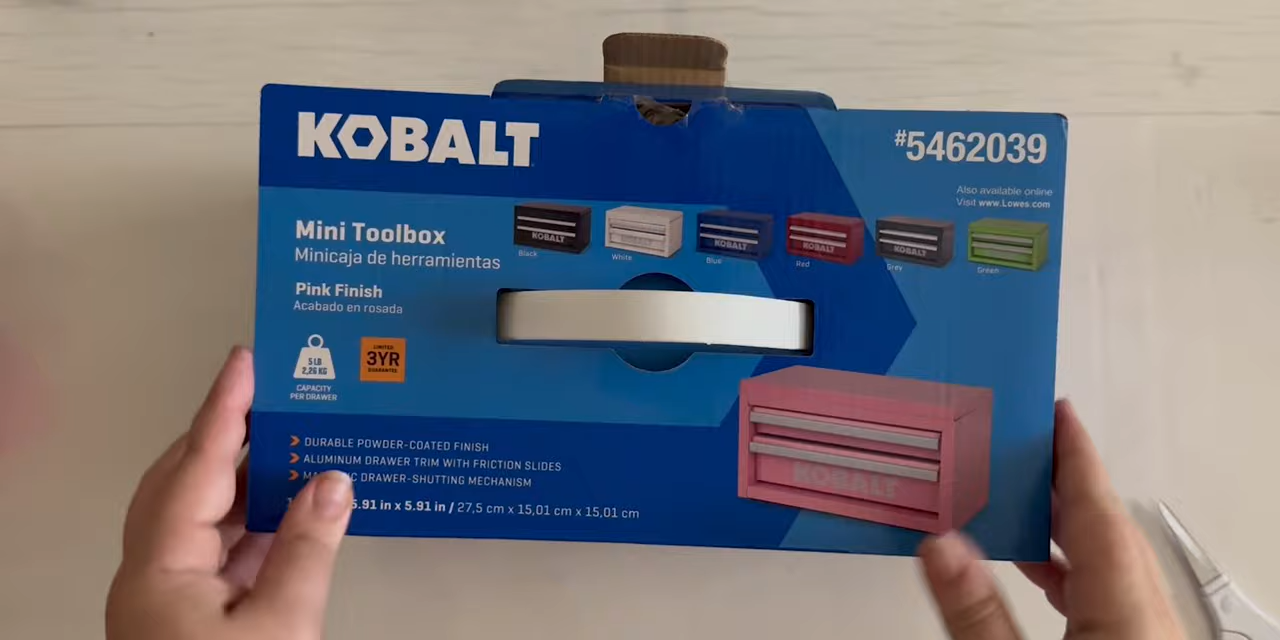 KOBALT
#5462039
Also available online
Visit www.Lowes.com
Mini Toolbox
Minicaja de herramientas
Pink Finish
Acabado en rosada
KOBALT
Black
KOBALT
White
KOBALT
Blue
KOBALT
Red
KOBALT
Grey
Green
5 LB
2,26 KG
CAPACITY
PER DRAWER
LIMITED
3YR
GUARANTEE
DURABLE POWDER-COATED FINISH
ALUMINUM DRAWER TRIM WITH FRICTION SLIDES
DRAWER-SHUTTING MECHANISM
5.91 in x 5.91 in / 27,5 cm x 15,01 cm x 15,01 cm
KOBALT